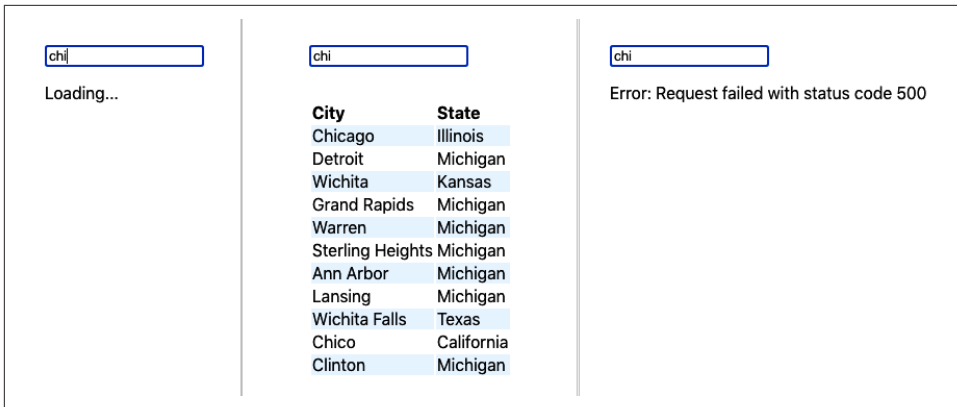 chi
Loading...
chi
City State
Chicago Illinois
Detroit Michigan
Wichita Kansas
Grand Rapids Michigan
Warren Michigan
Sterling Heights Michigan
Ann Arbor Michigan
Lansing Michigan
Wichita Falls Texas
Chico California
Clinton Michigan
chi
Error: Request failed with status code 500